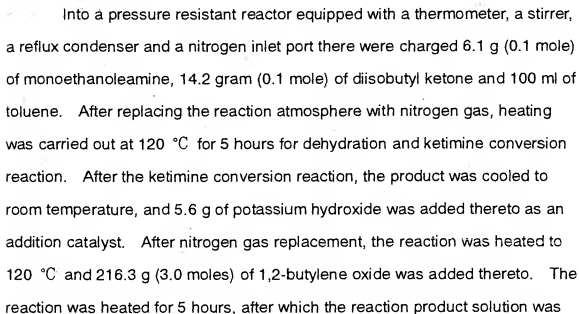 Into a pressure resistant reactor equipped with a thermometer, a stirrer,
a reflux condenser and a nitrogen inlet port there were charged 6.1 g (0.1 mole)
of monoethanoleamine, 14.2 gram (0.1 mole) of diisobutyl ketone and 100 ml of
toluene. After replacing the reaction atmosphere with nitrogen gas, heating
was carried out at 120 °C for 5 hours for dehydration and ketimine conversion
reaction. After the ketimine conversion reaction, the product was cooled to
room temperature, and 5.6 g of potassium hydroxide was added thereto as an
addition catalyst. After nitrogen gas replacement, the reaction was heated to
120 °C and 216.3 g (3.0 moles) of 1,2-butylene oxide was added thereto. The
reaction was heated for 5 hours, after which the reaction product solution was